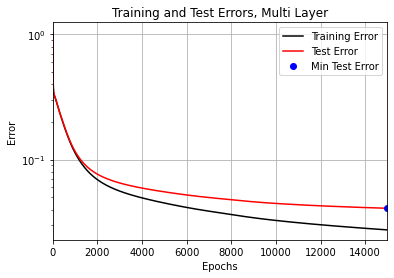 Training and Test Errors, Multi Layer
Training Error
Test Error
Min Test Error
Error
10⁰
10⁻¹
0 2000 4000 6000 8000 10000 12000 14000
Epochs